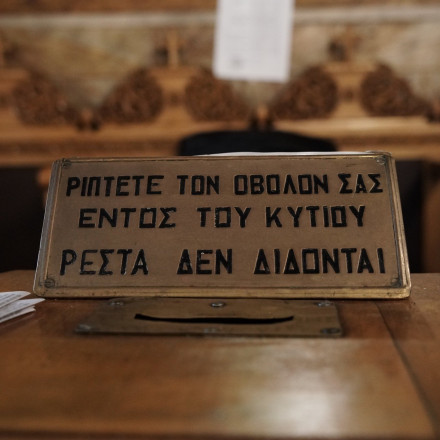 ΡΙΠΤΕΤΕ ΤΟΝ ΟΒΟΛΟΝ ΣΑΣ
ΕΝΤΟΣ ΤΟΥ ΚΥΤΙΟΥ
ΡΕΣΤΑ ΔΕΝ ΔΙΔΟΝΤΑΙ